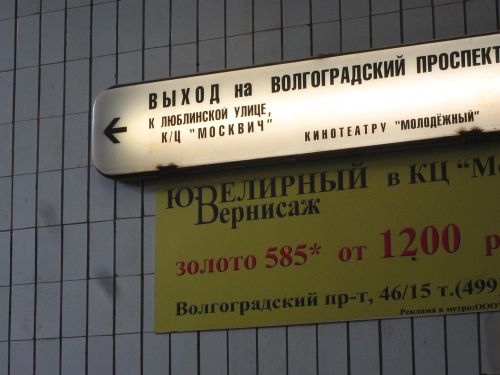 ВЫХОД на ВОЛГОГРАДСКИЙ ПРОСПЕКТ
К ЛЮБЛИНСКОЙ УЛИЦЕ,
К/Ц "МОСКВИЧ"
КИНОТЕАТРУ "МОЛОДЁЖНЫЙ"
ЮВЕЛИРНЫЙ в КЦ "М
Вернисаж
золото 585* от 1200 р
Волгоградский пр-т, 46/15 т.(499
Реклама в метро:ООО